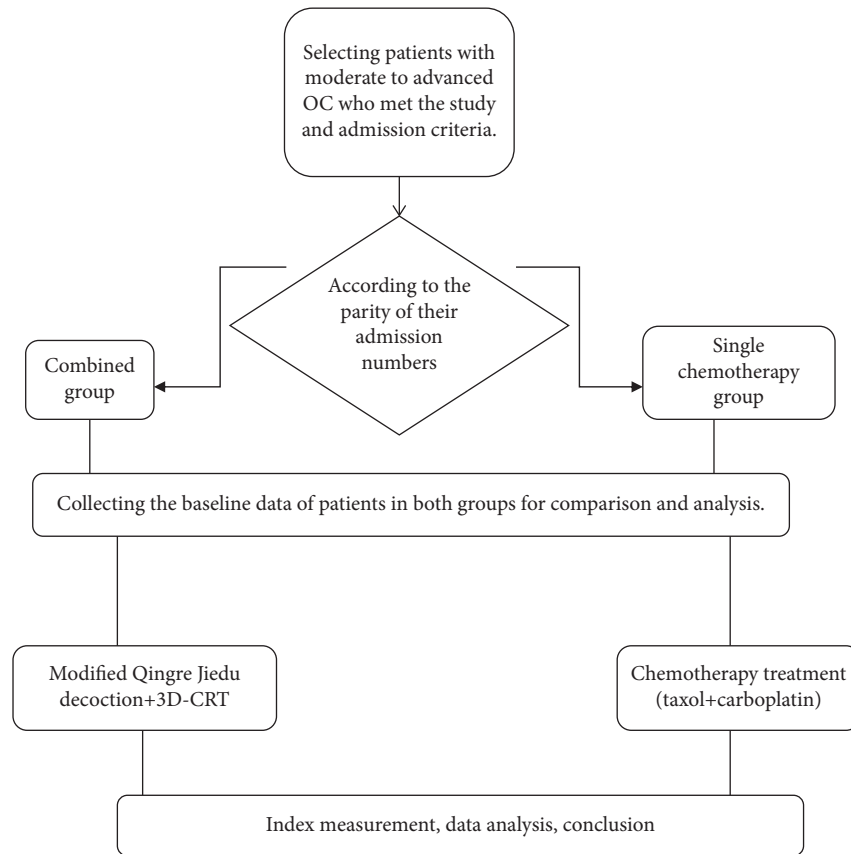 Selecting patients with
moderate to advanced
OC who met the study
and admission criteria.
According to the
parity of their
admission
numbers
Combined
group
Single
chemotherapy
group
Collecting the baseline data of patients in both groups for comparison and analysis.
Modified Qingre Jiedu
decoction+3D-CRT
Chemotherapy treatment
(taxol+carboplatin)
Index measurement, data analysis, conclusion